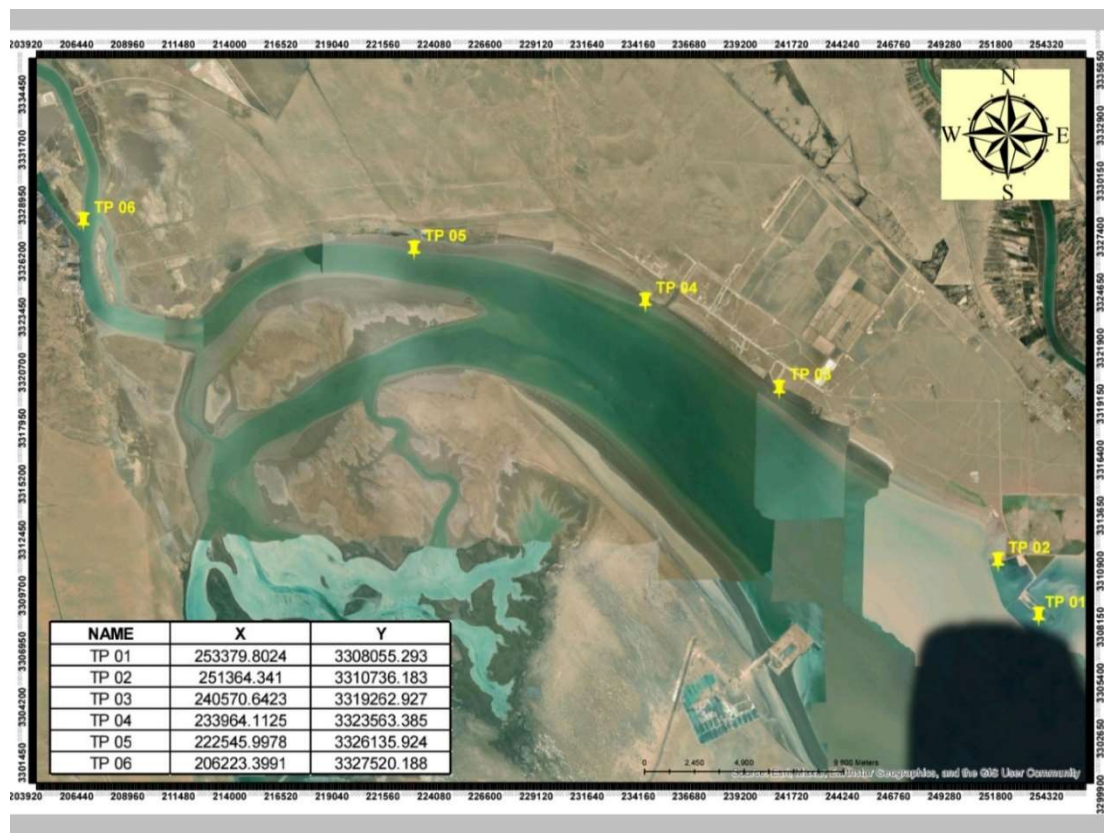 203920 206440 208960 211480 214000 216520 219040 221560 224080 226600 229120 231640 234160 236680 239200 241720 244240 246760 249280 251800 254320
3334450
3331700
3328950
3326200
3323450
3320700
3317950
3315200
3312450
3309700
3306950
3304200
3301450
N
W E
S
TP 06
TP 05
TP 04
TP 03
TP 02
TP 01
NAME X Y
TP 01 253379.8024 3308055.293
TP 02 251364.341 3310736.183
TP 03 240570.6423 3319262.927
TP 04 233964.1125 3323563.385
TP 05 222545.9978 3326135.924
TP 06 206223.3991 3327520.188
0 2.450 4.900 9.800 Meters
Geographics, and the GIS User Community
3335650
3332900
3330150
3327400
3324650
3321900
3319150
3316400
3313650
3310900
3308150
3305400
3302650
3299900
203920 206440 208960 211480 214000 216520 219040 221560 224080 226600 229120 231640 234160 236680 239200 241720 244240 246760 249280 251800 254320